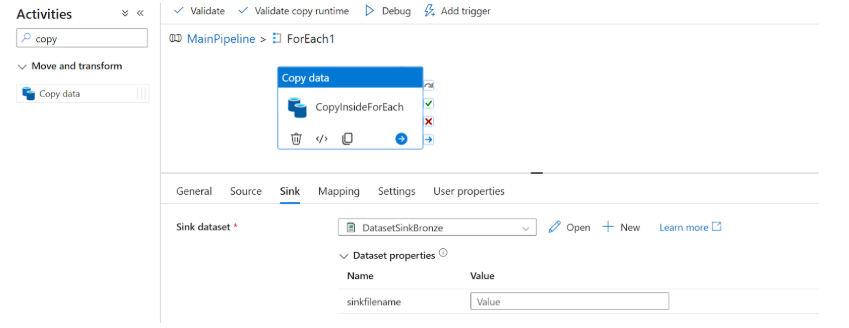 Activities
Validate Validate copy runtime Debug Add trigger
copy
MainPipeline > ForEach1
Move and transform
Copy data
Copy data
CopyInsideForEach
General Source Sink Mapping Settings User properties
Sink dataset * DatasetSinkBronze Open New Learn more
Dataset properties
Name Value
sinkfilename Value